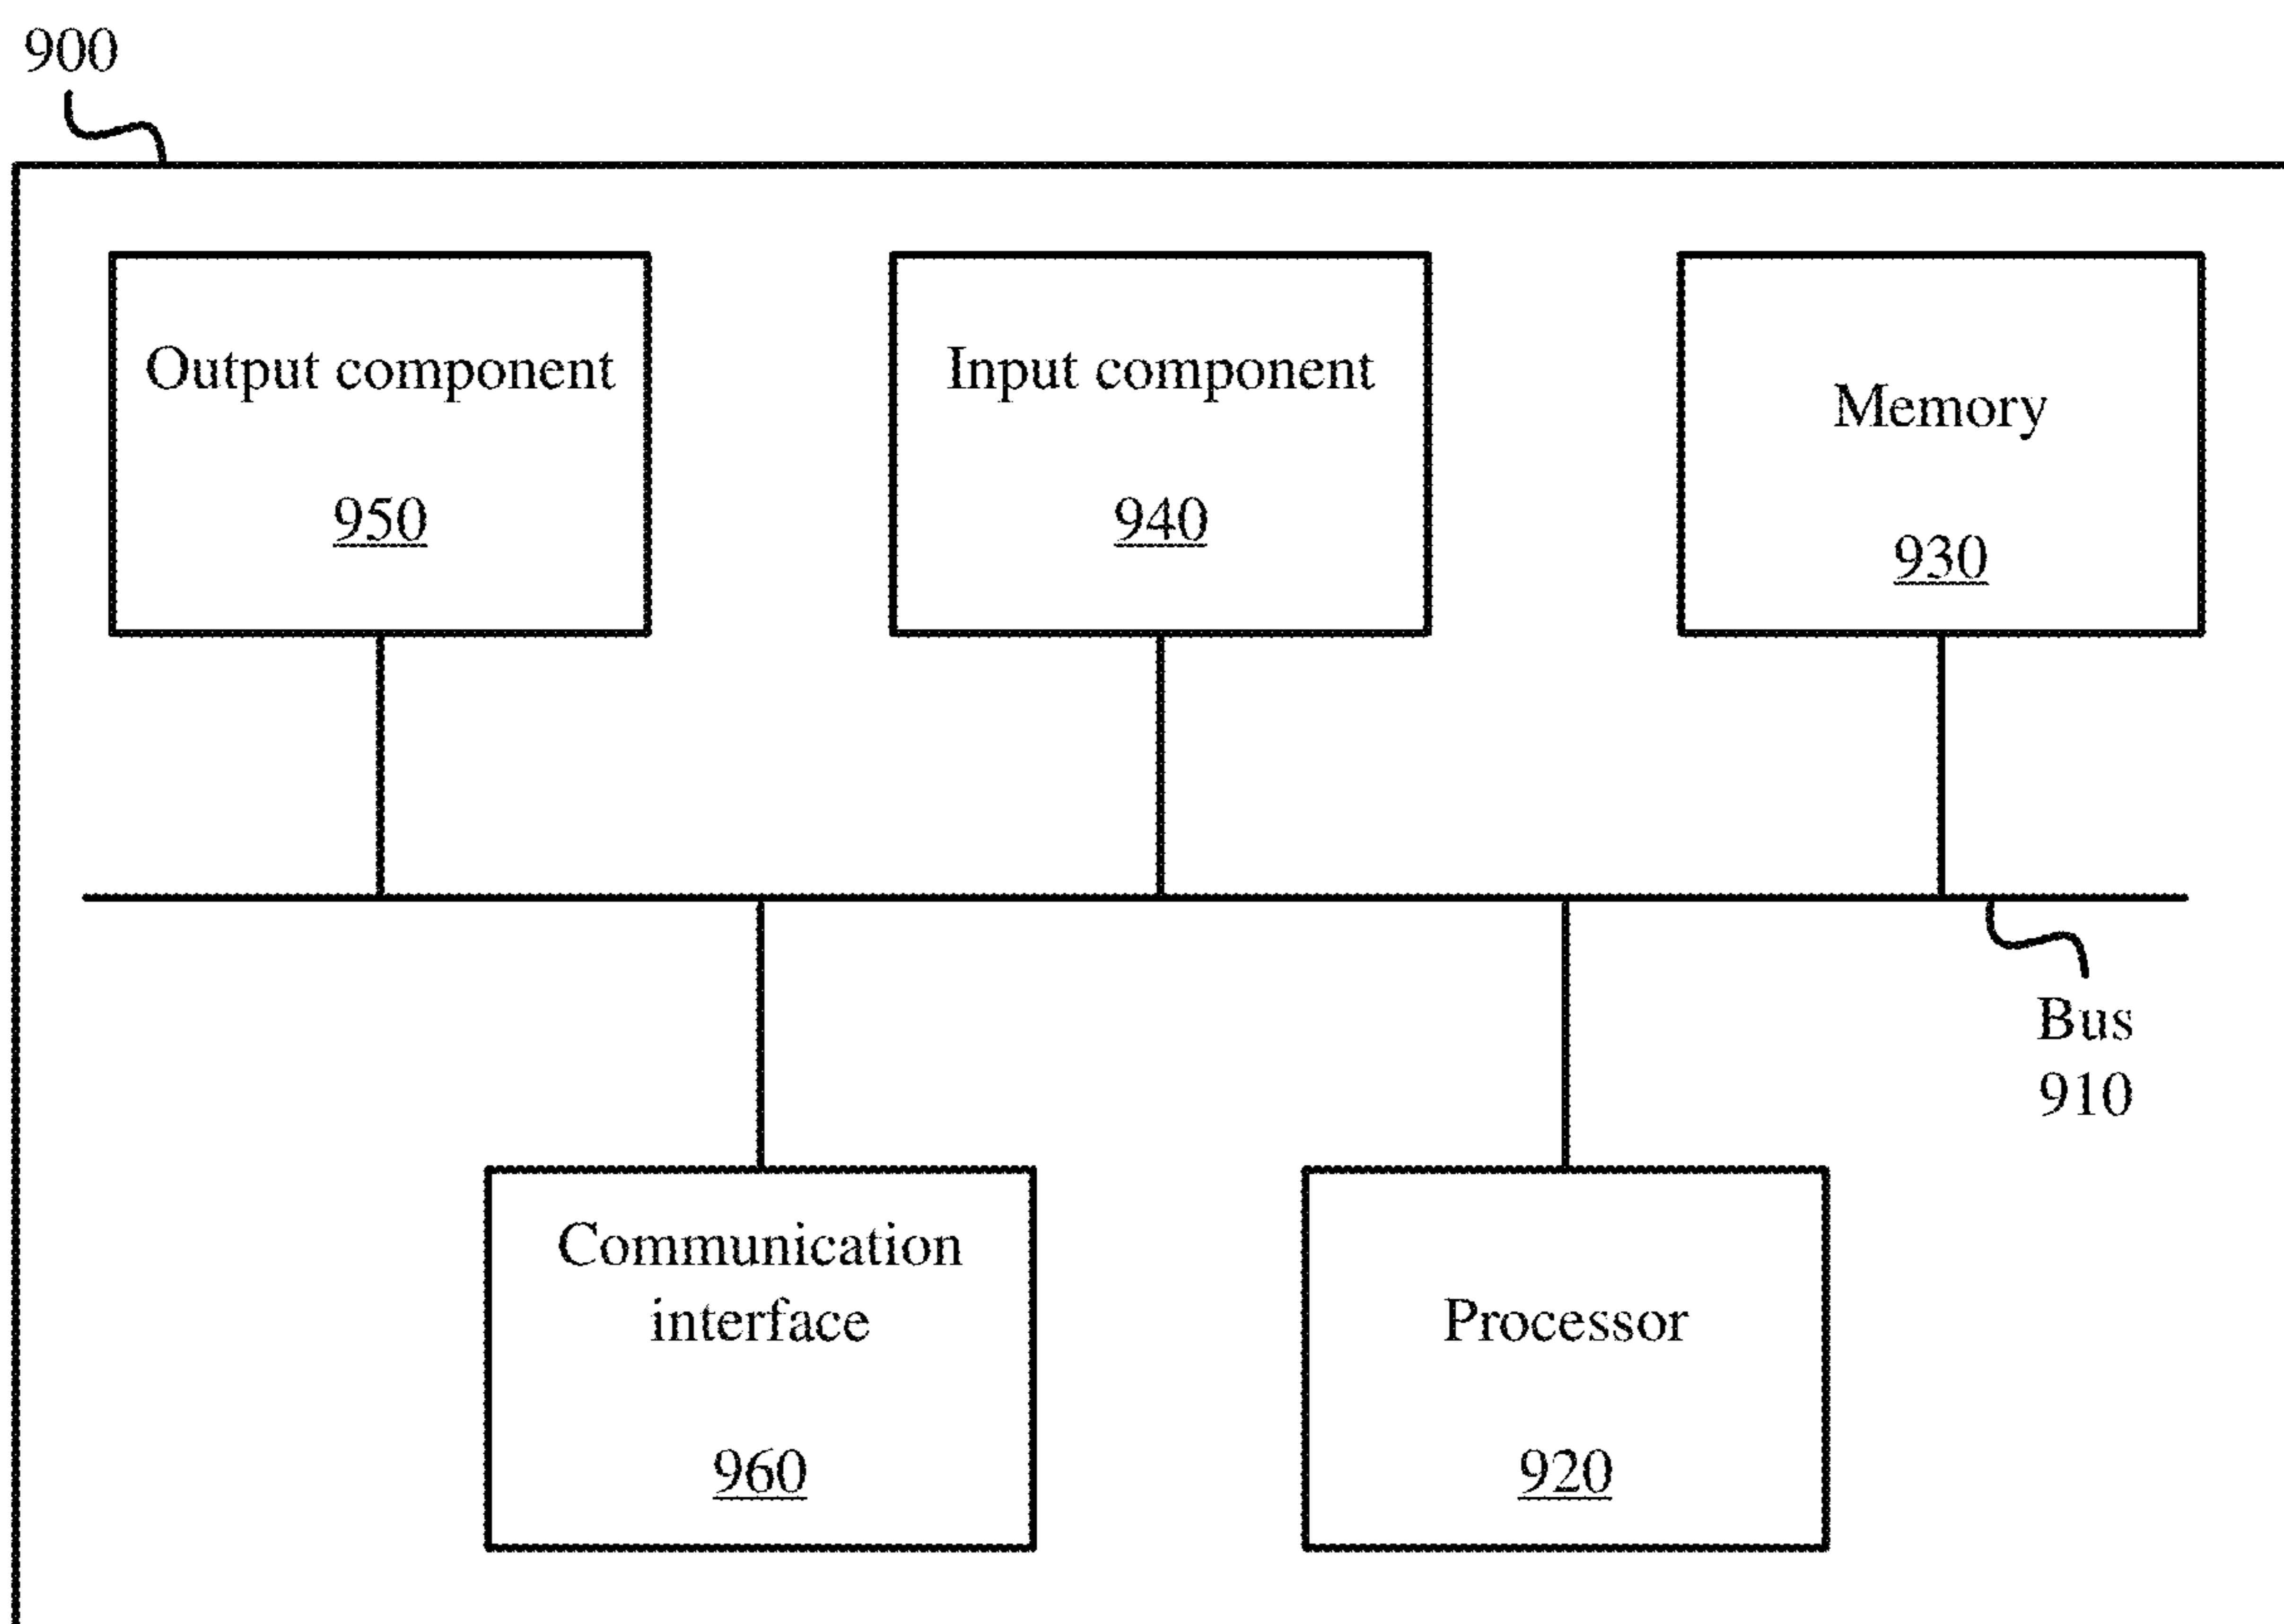 900
Output component
950
Input component
940
Memory
930
Bus
910
Communication
interface
960
Processor
920